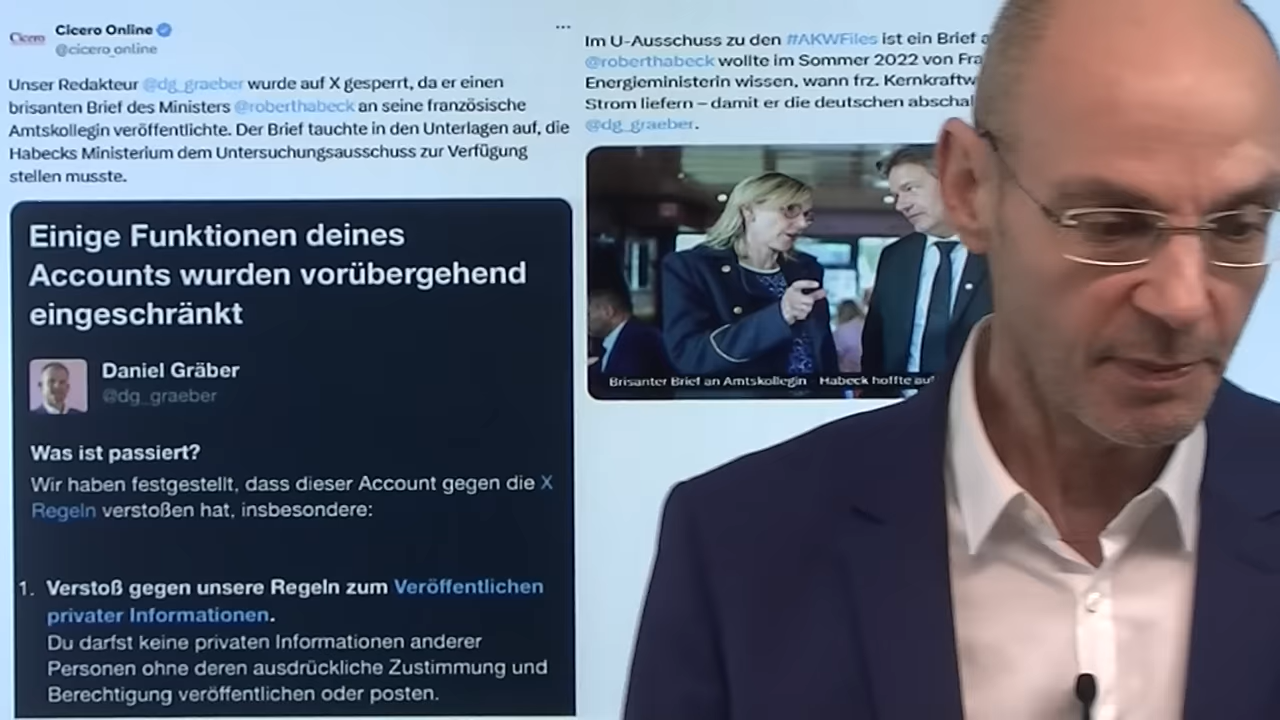 Cicero
Cicero Online
@cicero_online
Unser Redakteur @dg_graeber wurde auf X gesperrt, da er einen
brisanten Brief des Ministers @roberthabeck an seine französische
Amtskollegin veröffentlichte. Der Brief tauchte in den Unterlagen auf, die
Habecks Ministerium dem Untersuchungsausschuss zur Verfügung
stellen musste.
Einige Funktionen deines
Accounts wurden vorübergehend
eingeschränkt
Daniel Gräber
@dg_graeber
Was ist passiert?
Wir haben festgestellt, dass dieser Account gegen die X
Regeln verstoßen hat, insbesondere:
1. Verstoß gegen unsere Regeln zum Veröffentlichen
privater Informationen.
Du darfst keine privaten Informationen anderer
Personen ohne deren ausdrückliche Zustimmung und
Berechtigung veröffentlichen oder posten.
Im U-Ausschuss zu den #AKWFiles ist ein Brief
@roberthabeck wollte im Sommer 2022 von
Energieministerin wissen, wann frz.
Strom liefern – damit er die deutschen
@dg_graeber.
Brisanter Brief an Amtskollegin Habeck hoffte auf